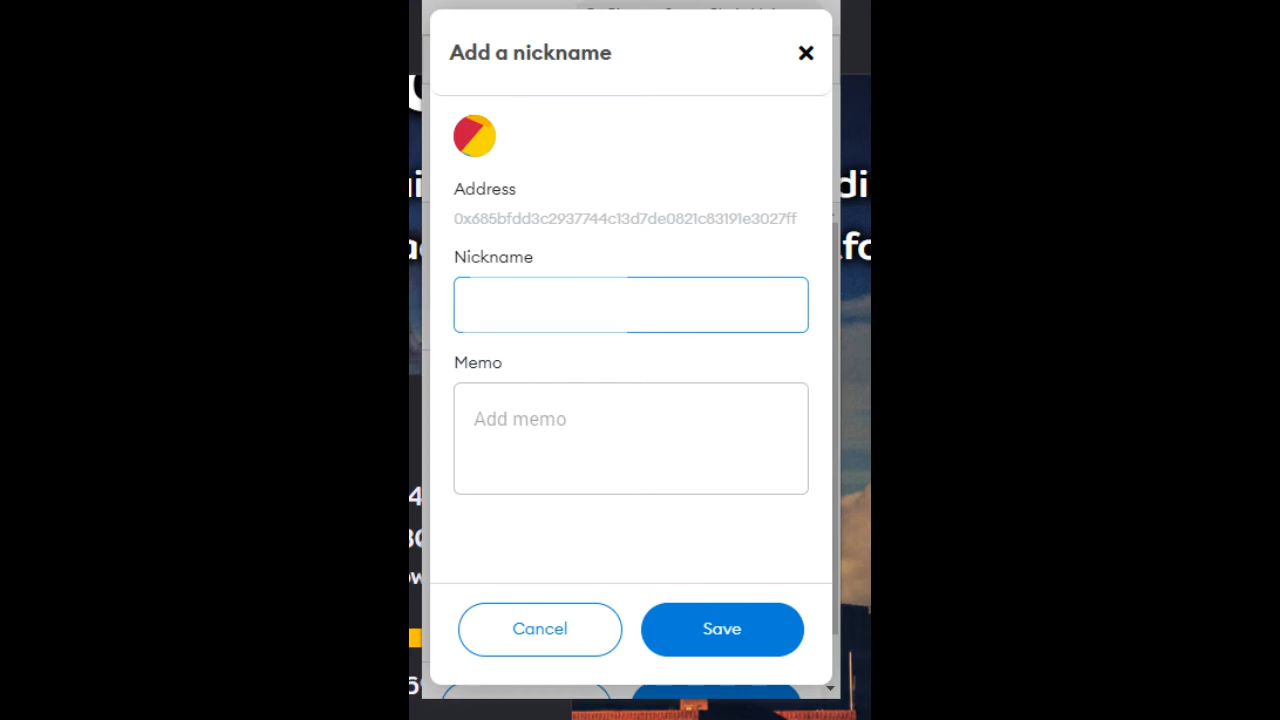 Add a nickname
Address
0x685bfdd3c2937744c13d7de0821c83191e3027ff
Nickname
Memo
Add memo
Cancel
Save